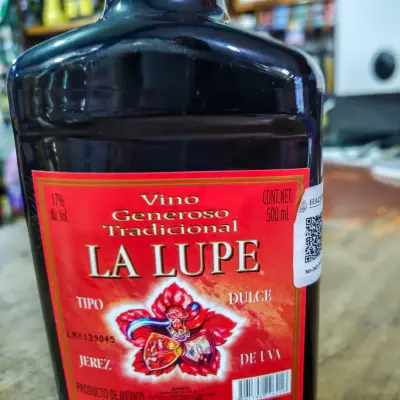 Vino
Generoso
Tradicional
17%
Alc.Vol.
CONT.NET.
500 mL
LA LUPE
TIPO DULCE
JEREZ DE UVA
PRODUCTO DE MÉXICO